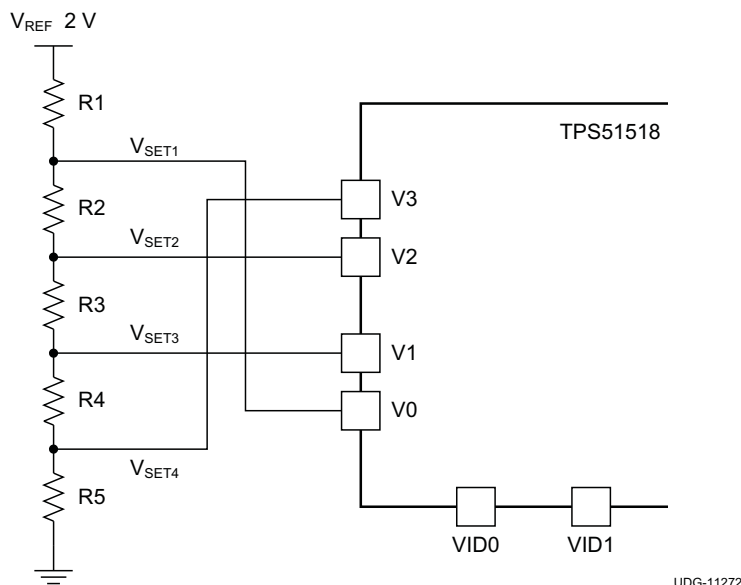 VREF 2 V
R1
TPS51518
VSET1
V3
R2
VSET2
V2
R3
VSET3
V1
R4
V0
VSET4
R5
VID0
VID1
UDG-11272